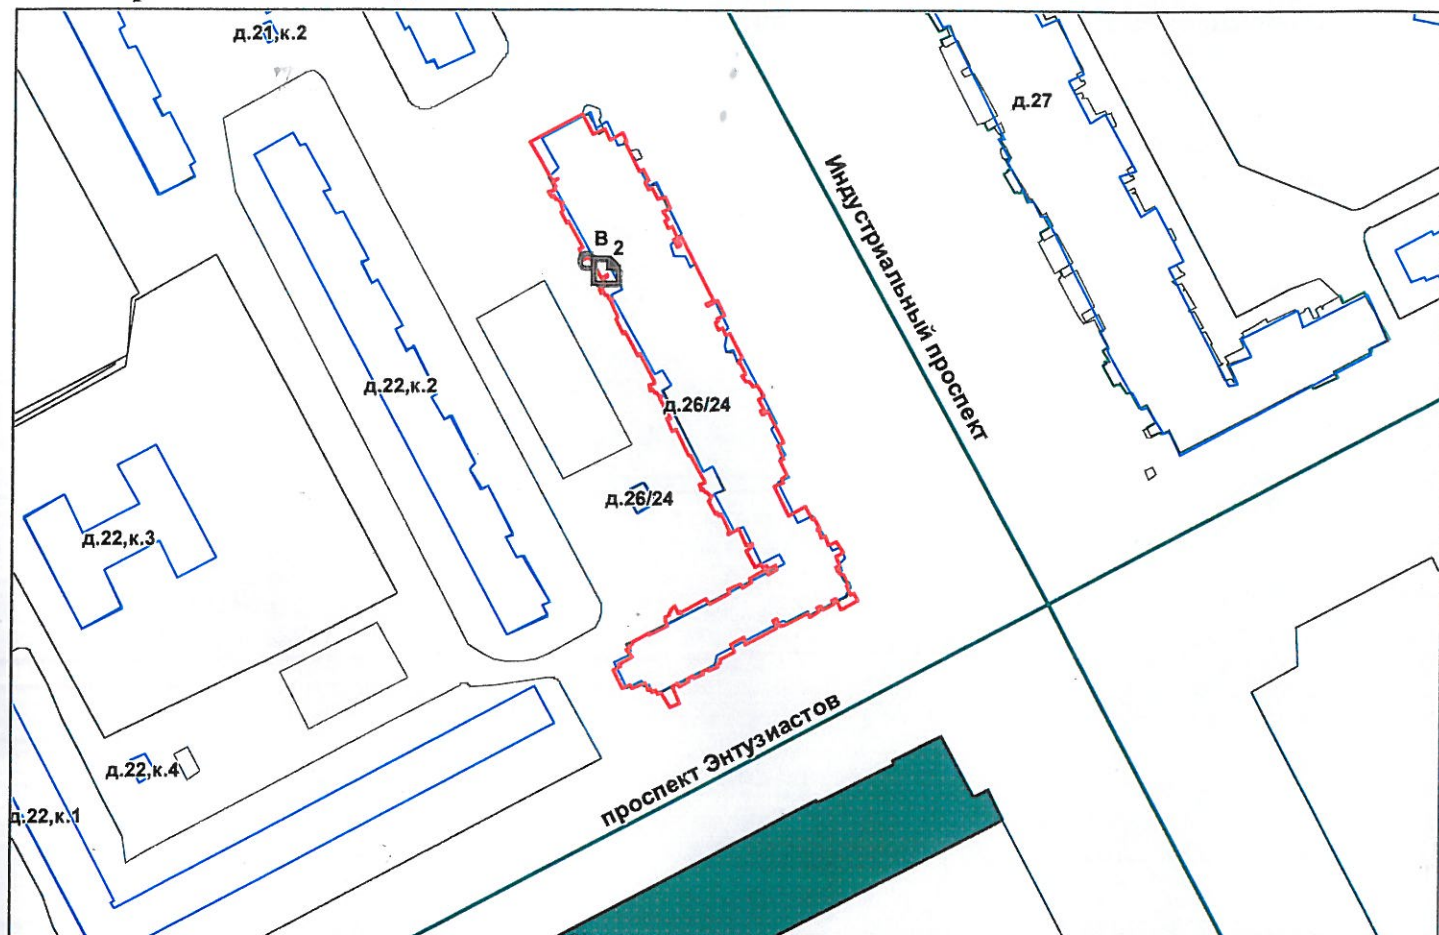 д.21,к.2
д.27
Индустриальный проспект
В
2
д.22,к.2
д.26/24
д.26/24
д.22,к.3
проспект Энтузиастов
д.22,к.4
д.22,к.1